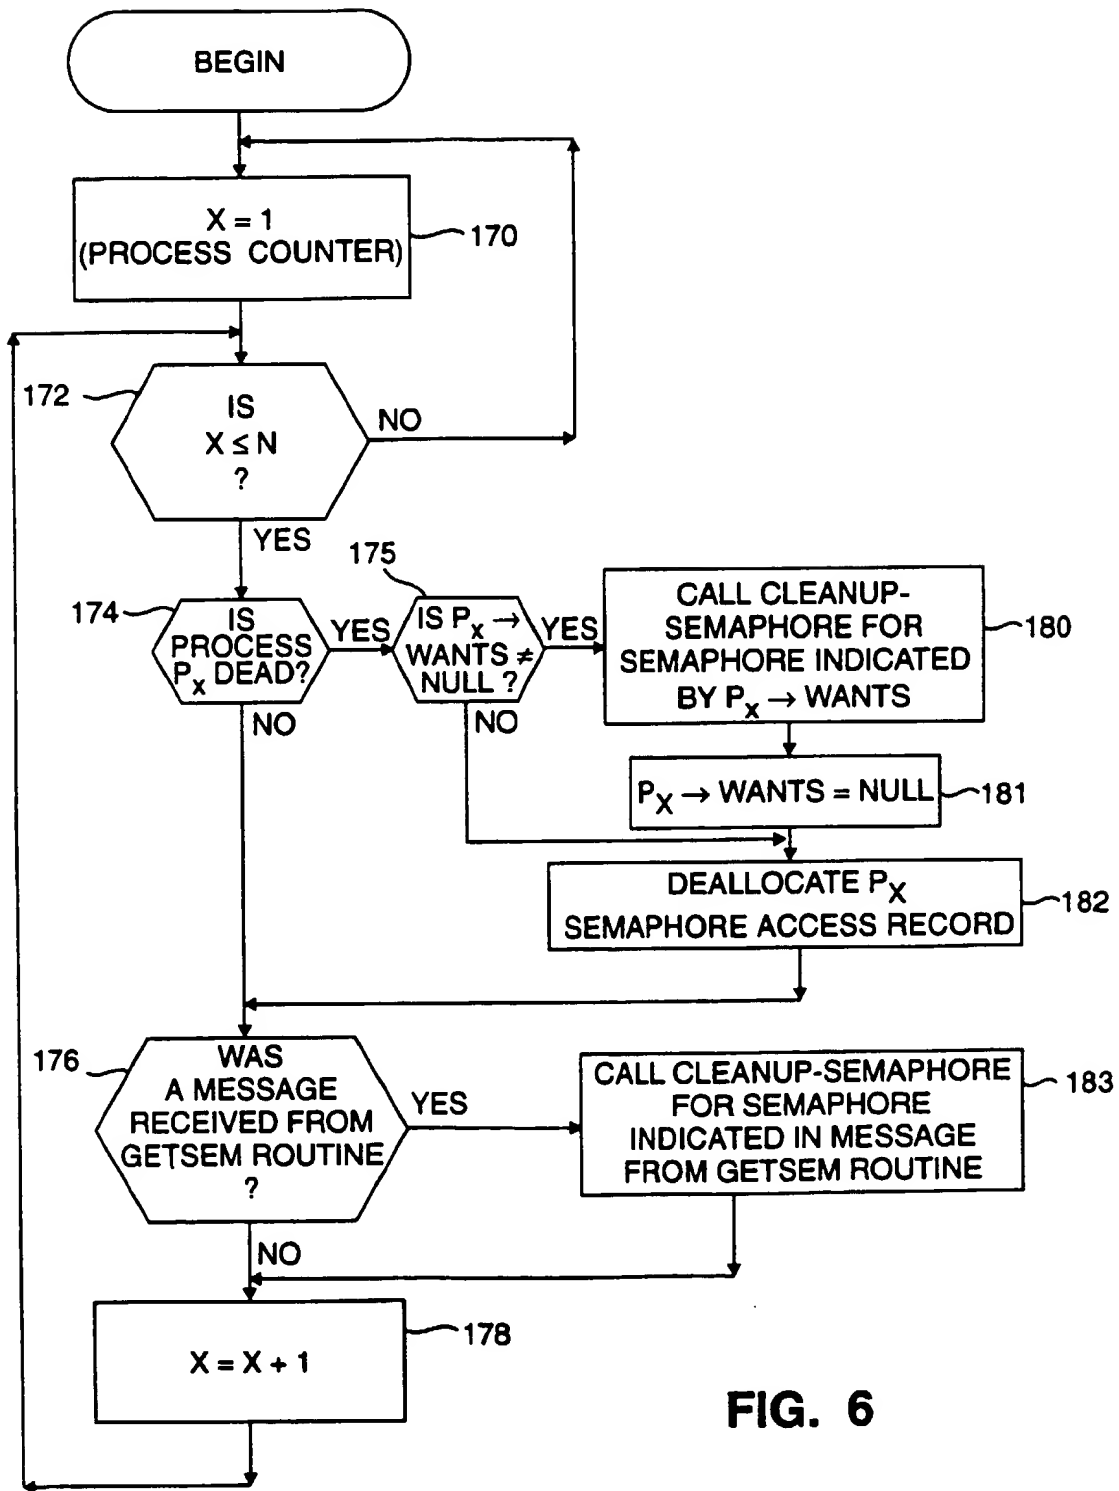 BEGIN
X = 1
(PROCESS COUNTER)
170
172
IS
X ≤ N
?
NO
YES
174
IS
PROCESS
Px DEAD?
YES
NO
175
IS Px →
WANTS ≠
NULL ?
YES
NO
CALL CLEANUP-
SEMAPHORE FOR
SEMAPHORE INDICATED
BY Px → WANTS
180
PX → WANTS = NULL
181
DEALLOCATE PX
SEMAPHORE ACCESS RECORD
182
176
WAS
A MESSAGE
RECEIVED FROM
GETSEM ROUTINE
?
YES
NO
CALL CLEANUP-SEMAPHORE
FOR SEMAPHORE
INDICATED IN MESSAGE
FROM GETSEM ROUTINE
183
X = X + 1
178
FIG. 6